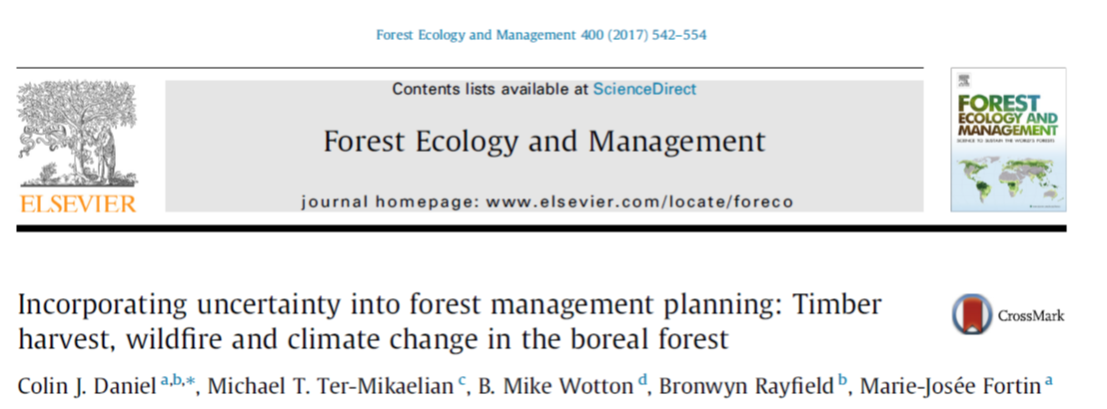 Forest Ecology and Management 400 (2017) 542–554
Contents lists available at ScienceDirect
Forest Ecology and Management
journal homepage: www.elsevier.com/locate/foreco
ELSEVIER
FOREST
ECOLOGY AND
MANAGEMENT
SCIENCE TO SUSTAIN THE WORLD'S FORESTS
Incorporating uncertainty into forest management planning: Timber
harvest, wildfire and climate change in the boreal forest
CrossMark
Colin J. Daniel a,b,*, Michael T. Ter-Mikaelian c, B. Mike Wotton d, Bronwyn Rayfield b, Marie-Josée Fortin a